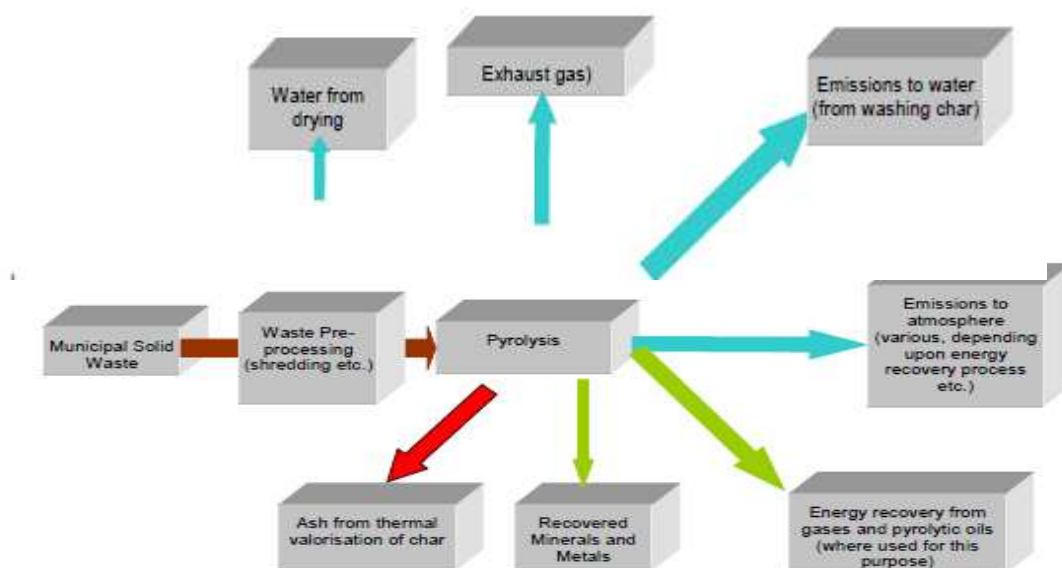 Water from
drying
Exhaust gas)
Emissions to water
(from washing char)
Municipal Solid
Waste
Waste Pre-
processing
(shredding etc.)
Pyrolysis
Emissions to
atmosphere
(various, depending
upon energy
recovery process
etc.)
Ash from thermal
valorisation of char
Recovered
Minerals and
Metals
Energy recovery from
gases and pyrolytic oils
(where used for this
purpose)